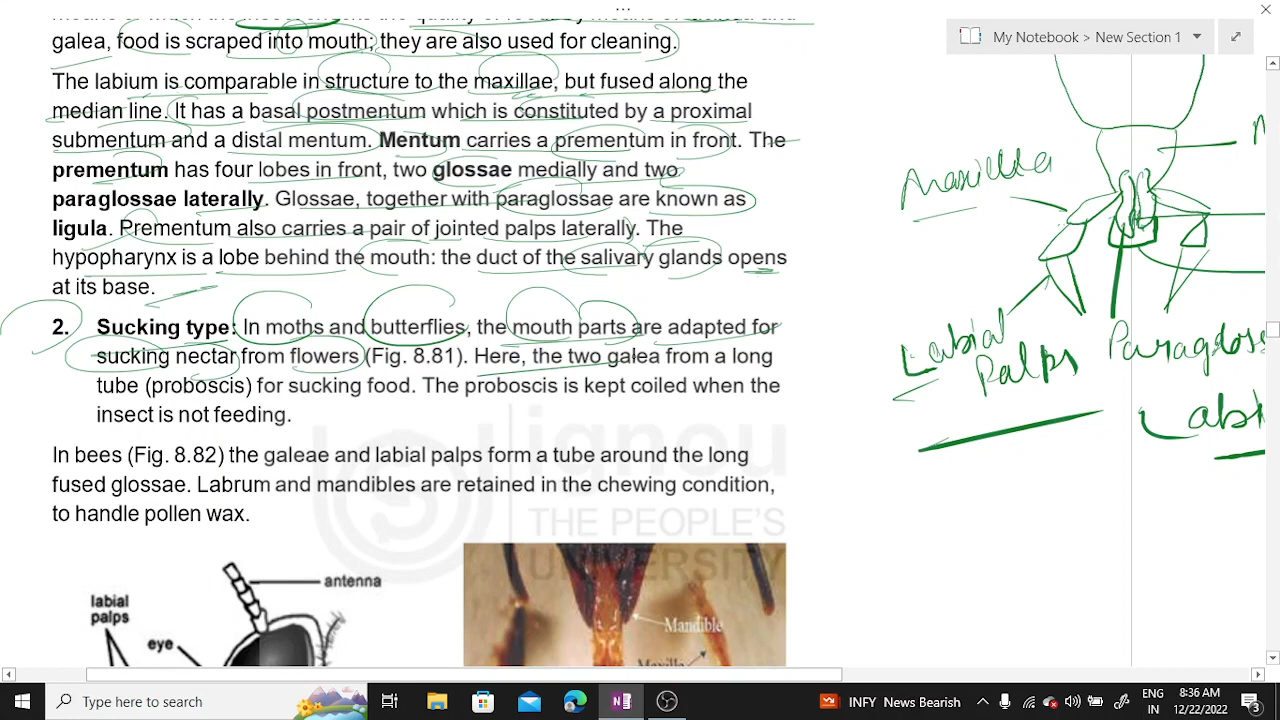 ...
galea, food is scraped into mouth; they are also used for cleaning.
The labium is comparable in structure to the maxillae, but fused along the
median line. It has a basal postmentum which is constituted by a proximal
submentum and a distal mentum. Mentum carries a prementum in front. The
prementum has four lobes in front, two glossae medially and two
paraglossae laterally. Glossae, together with paraglossae are known as
ligula. Prementum also carries a pair of jointed palps laterally. The
hypopharynx is a lobe behind the mouth: the duct of the salivary glands opens
at its base.
2. Sucking type: In moths and butterflies, the mouth parts are adapted for
sucking nectar from flowers (Fig. 8.81). Here, the two galea from a long
tube (proboscis) for sucking food. The proboscis is kept coiled when the
insect is not feeding.
In bees (Fig. 8.82) the galeae and labial palps form a tube around the long
fused glossae. Labrum and mandibles are retained in the chewing condition,
to handle pollen wax.
ignou
THE PEOPLE'S
UNIVERSITY
antenna
labial
palps
eye
Mandible
Maxilla
My Notebook > New Section 1
Maxilla
Labial
Palps
Paragloss
Type here to search
INFY News Bearish
ENG
IN
6:36 AM
12/22/2022
3